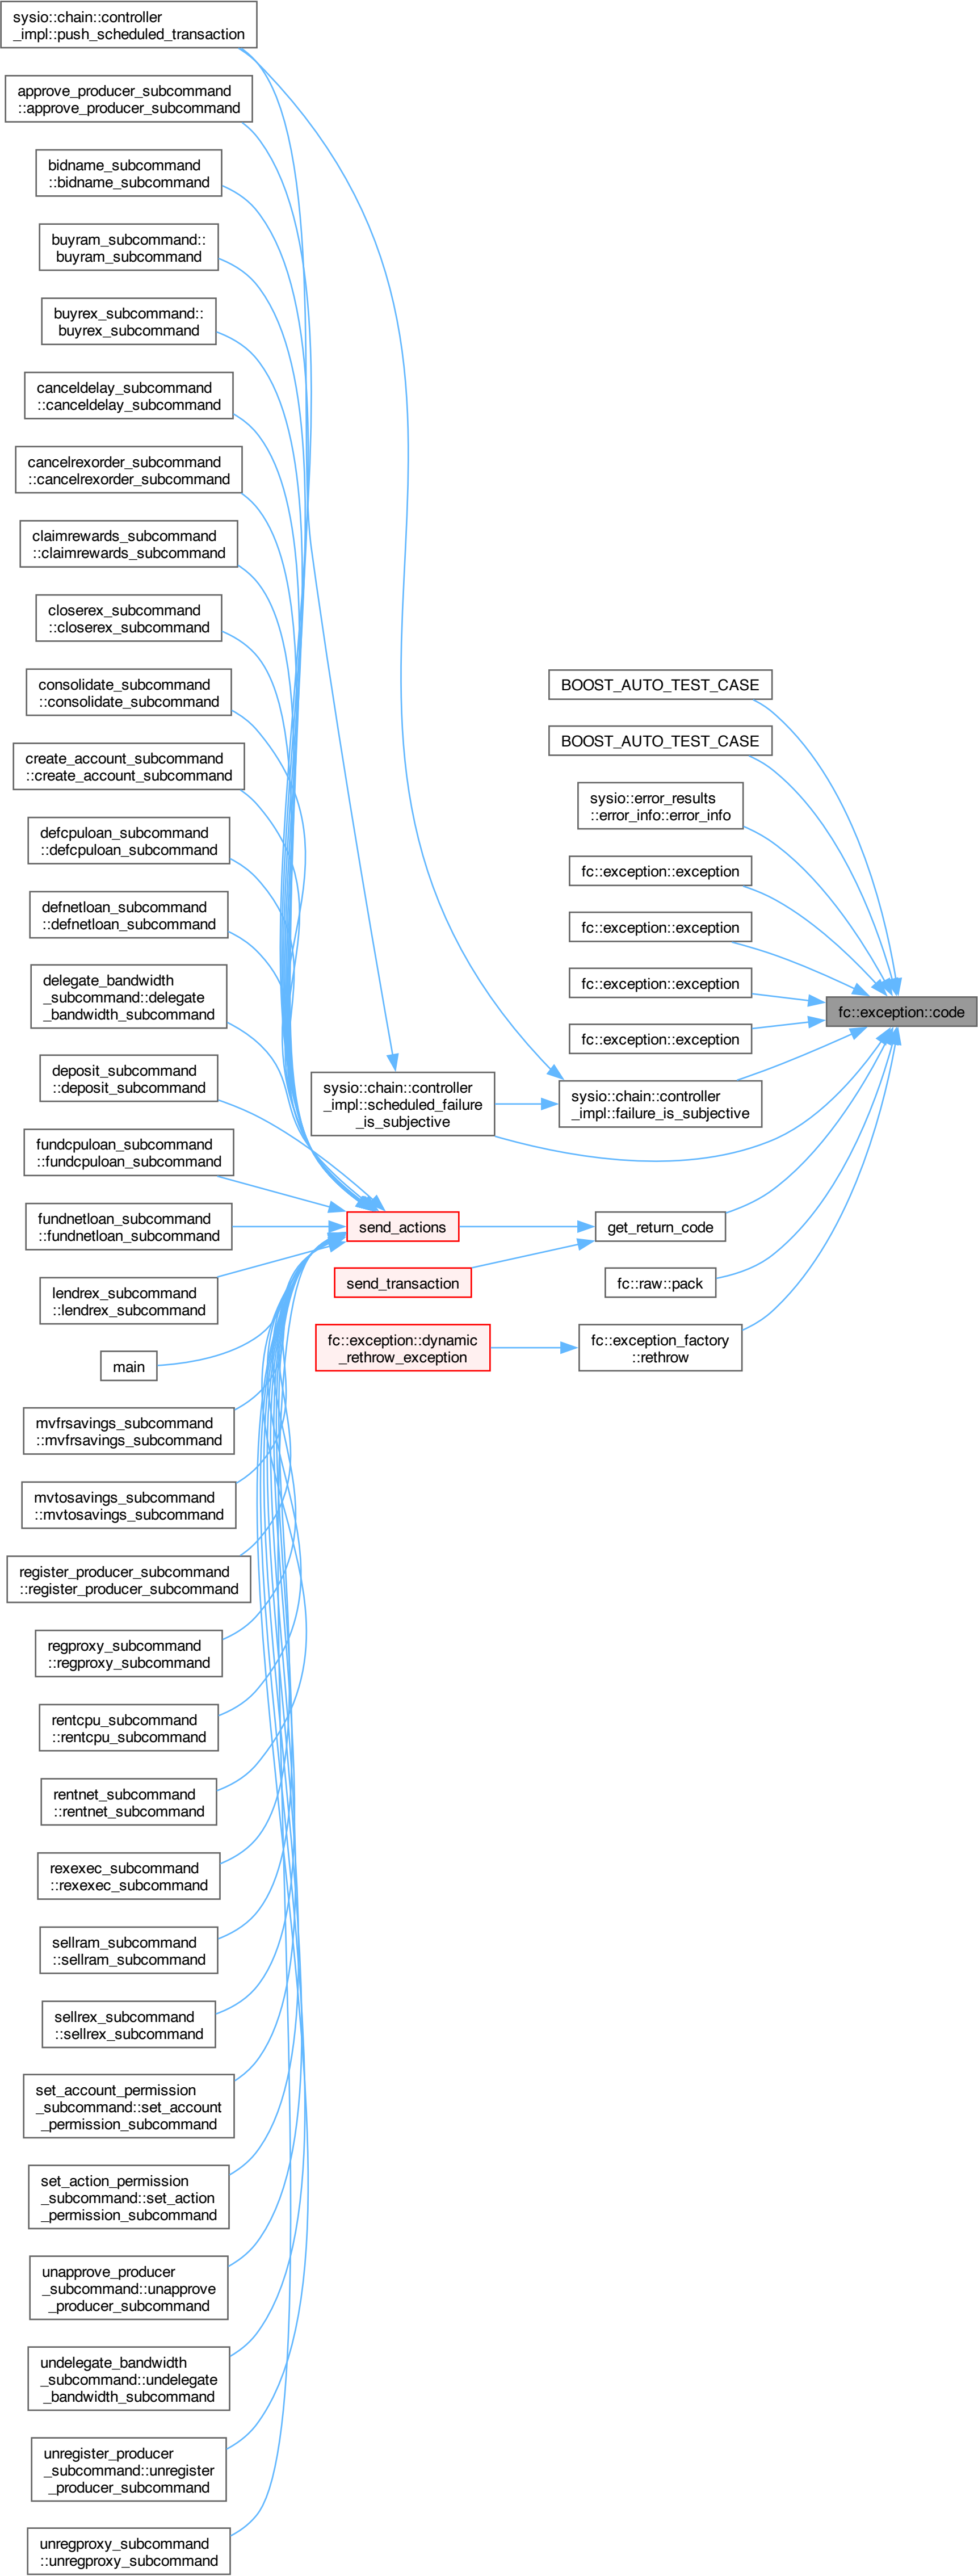 sysio::chain::controller
_impl::push_scheduled_transaction
approve_producer_subcommand
::approve_producer_subcommand
bidname_subcommand
::bidname_subcommand
buyram_subcommand::
buyram_subcommand
buyrex_subcommand::
buyrex_subcommand
canceldelay_subcommand
::canceldelay_subcommand
cancelrexorder_subcommand
::cancelrexorder_subcommand
claimrewards_subcommand
::claimrewards_subcommand
closerex_subcommand
::closerex_subcommand
consolidate_subcommand
::consolidate_subcommand
create_account_subcommand
::create_account_subcommand
defcpuloan_subcommand
::defcpuloan_subcommand
defnetloan_subcommand
::defnetloan_subcommand
delegate_bandwidth
_subcommand::delegate
_bandwidth_subcommand
deposit_subcommand
::deposit_subcommand
fundcpuloan_subcommand
::fundcpuloan_subcommand
fundnetloan_subcommand
::fundnetloan_subcommand
lendrex_subcommand
::lendrex_subcommand
main
mvfrsavings_subcommand
::mvfrsavings_subcommand
mvtosavings_subcommand
::mvtosavings_subcommand
register_producer_subcommand
::register_producer_subcommand
regproxy_subcommand
::regproxy_subcommand
rentcpu_subcommand
::rentcpu_subcommand
rentnet_subcommand
::rentnet_subcommand
rexexec_subcommand
::rexexec_subcommand
sellram_subcommand
::sellram_subcommand
sellrex_subcommand
::sellrex_subcommand
set_account_permission
_subcommand::set_account
_permission_subcommand
set_action_permission
_subcommand::set_action
_permission_subcommand
unapprove_producer
_subcommand::unapprove
_producer_subcommand
undelegate_bandwidth
_subcommand::undelegate
_bandwidth_subcommand
unregister_producer
_subcommand::unregister
_producer_subcommand
unregproxy_subcommand
::unregproxy_subcommand
sysio::chain::controller
_impl::scheduled_failure
_is_subjective
send_actions
send_transaction
fc::exception::dynamic
_rethrow_exception
BOOST_AUTO_TEST_CASE
BOOST_AUTO_TEST_CASE
sysio::error_results
::error_info::error_info
fc::exception::exception
fc::exception::exception
fc::exception::exception
fc::exception::exception
sysio::chain::controller
_impl::failure_is_subjective
get_return_code
fc::raw::pack
fc::exception_factory
::rethrow
fc::exception::code